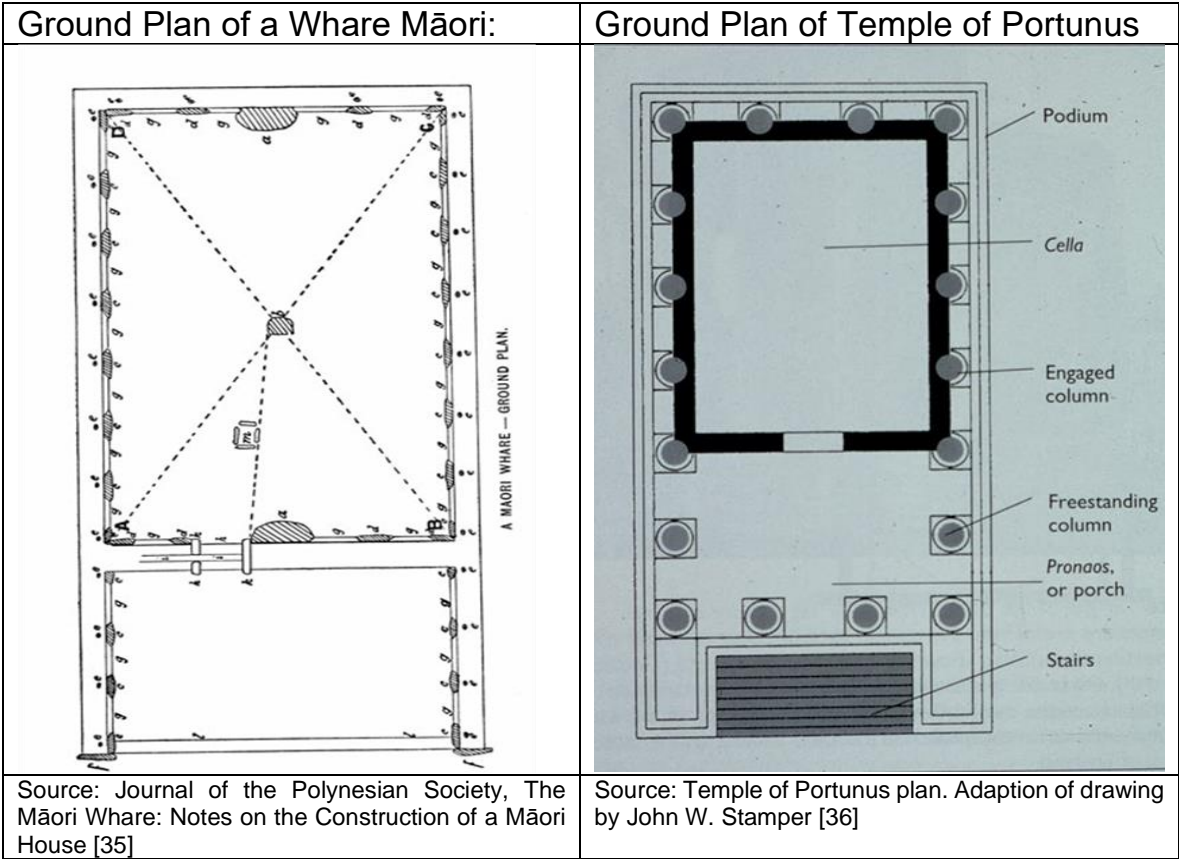 Ground Plan of a Whare Māori:
Ground Plan of Temple of Portunus
D
C
a
b
m
A
B
a
k
k
k
k
l
l
f
f
A MAORI WHARE — GROUND PLAN.
Podium
Cella
Engaged
column
Freestanding
column
Pronaos,
or porch
Stairs
Source: Journal of the Polynesian Society, The
Māori Whare: Notes on the Construction of a Māori
House [35]
Source: Temple of Portunus plan. Adaption of drawing
by John W. Stamper [36]